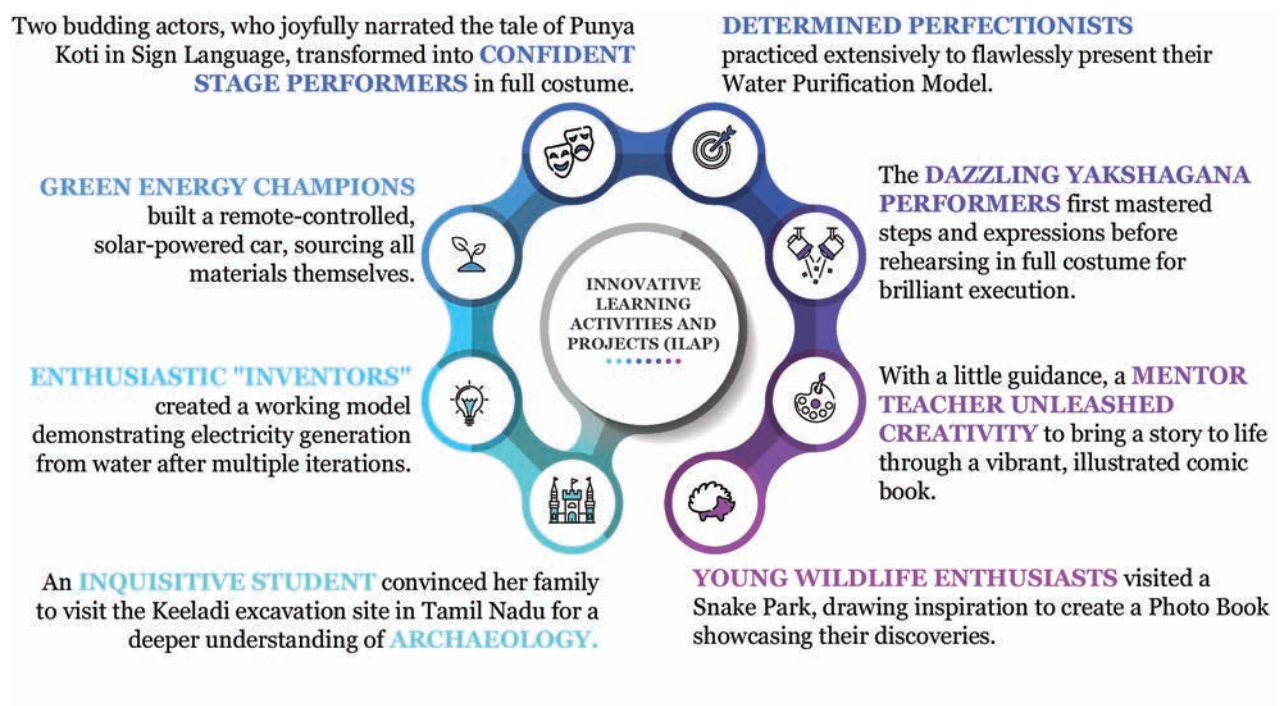 Two budding actors, who joyfully narrated the tale of Punya
Koti in Sign Language, transformed into CONFIDENT
STAGE PERFORMERS in full costume.
DETERMINED PERFECTIONISTS
practiced extensively to flawlessly present their
Water Purification Model.
GREEN ENERGY CHAMPIONS
built a remote-controlled,
solar-powered car, sourcing all
materials themselves.
The DAZZLING YAKSHAGANA
PERFORMERS first mastered
steps and expressions before
rehearsing in full costume for
brilliant execution.
INNOVATIVE
LEARNING
ACTIVITIES AND
PROJECTS (ILAP)
ENTHUSIASTIC "INVENTORS"
created a working model
demonstrating electricity generation
from water after multiple iterations.
With a little guidance, a MENTOR
TEACHER UNLEASHED
CREATIVITY to bring a story to life
through a vibrant, illustrated comic
book.
An INQUISITIVE STUDENT convinced her family
to visit the Keeladi excavation site in Tamil Nadu for a
deeper understanding of ARCHAEOLOGY.
YOUNG WILDLIFE ENTHUSIASTS visited a
Snake Park, drawing inspiration to create a Photo Book
showcasing their discoveries.